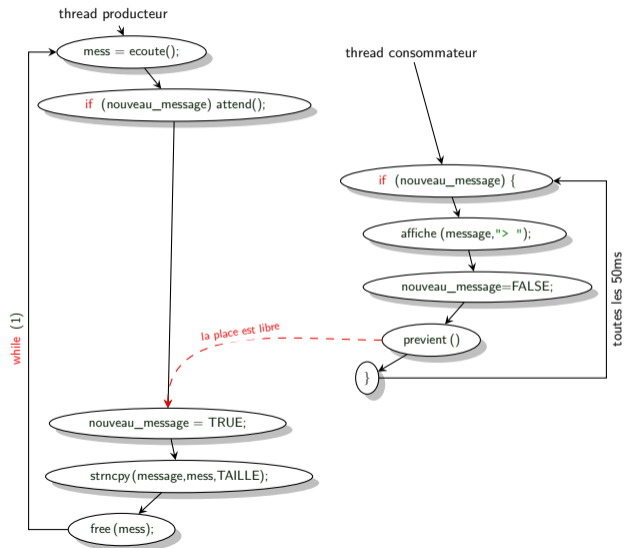 thread producteur
mess = ecoute();
if (nouveau_message) attend();
thread consommateur
if (nouveau_message) {
affiche (message,"> ");
nouveau_message=FALSE;
previent ()
}
toutes les 50ms
la place est libre
while (1)
nouveau_message = TRUE;
strncpy(message,mess,TAILLE);
free (mess);